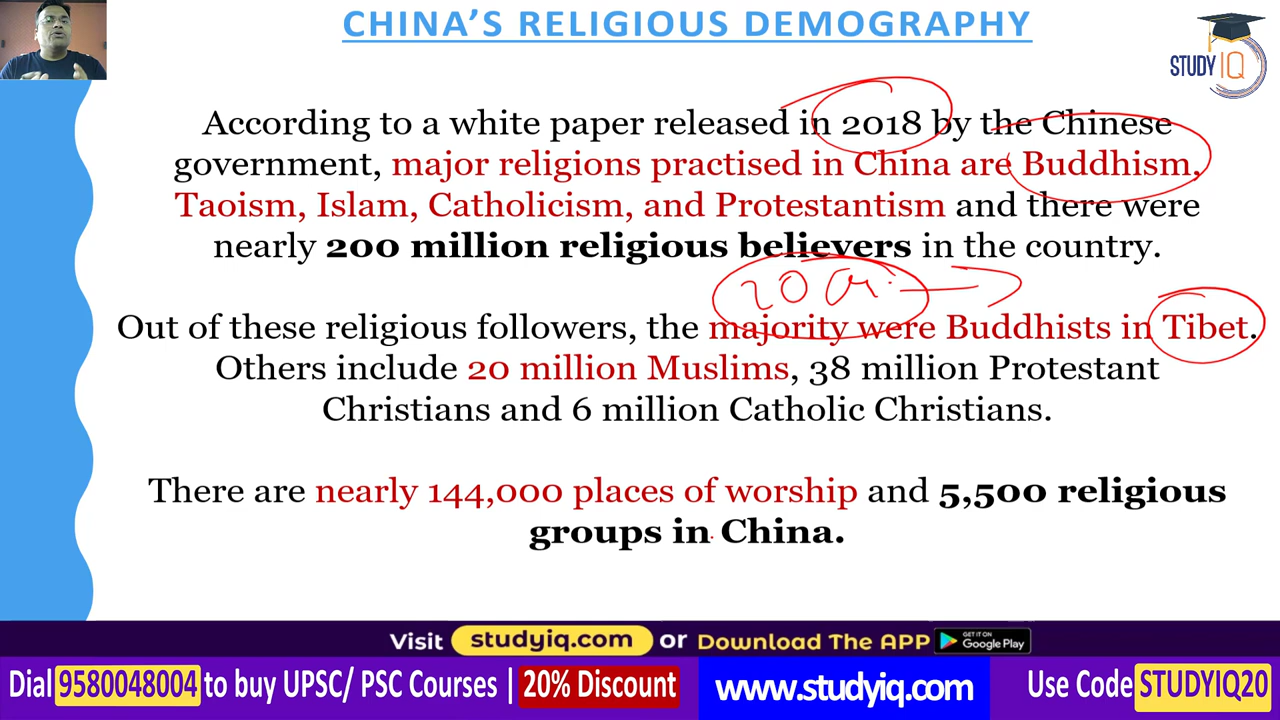 CHINA'S RELIGIOUS DEMOGRAPHY
STUDY IQ
According to a white paper released in 2018 by the Chinese
government, major religions practised in China are Buddhism,
Taoism, Islam, Catholicism, and Protestantism and there were
nearly 200 million religious believers in the country.
Out of these religious followers, the majority were Buddhists in Tibet.
Others include 20 million Muslims, 38 million Protestant
Christians and 6 million Catholic Christians.
There are nearly 144,000 places of worship and 5,500 religious
groups in China.
Visit studyiq.com or Download The APP GET IT ON Google Play
Dial 9580048004 to buy UPSC/ PSC Courses | 20% Discount www.studyiq.com Use Code STUDYIQ20